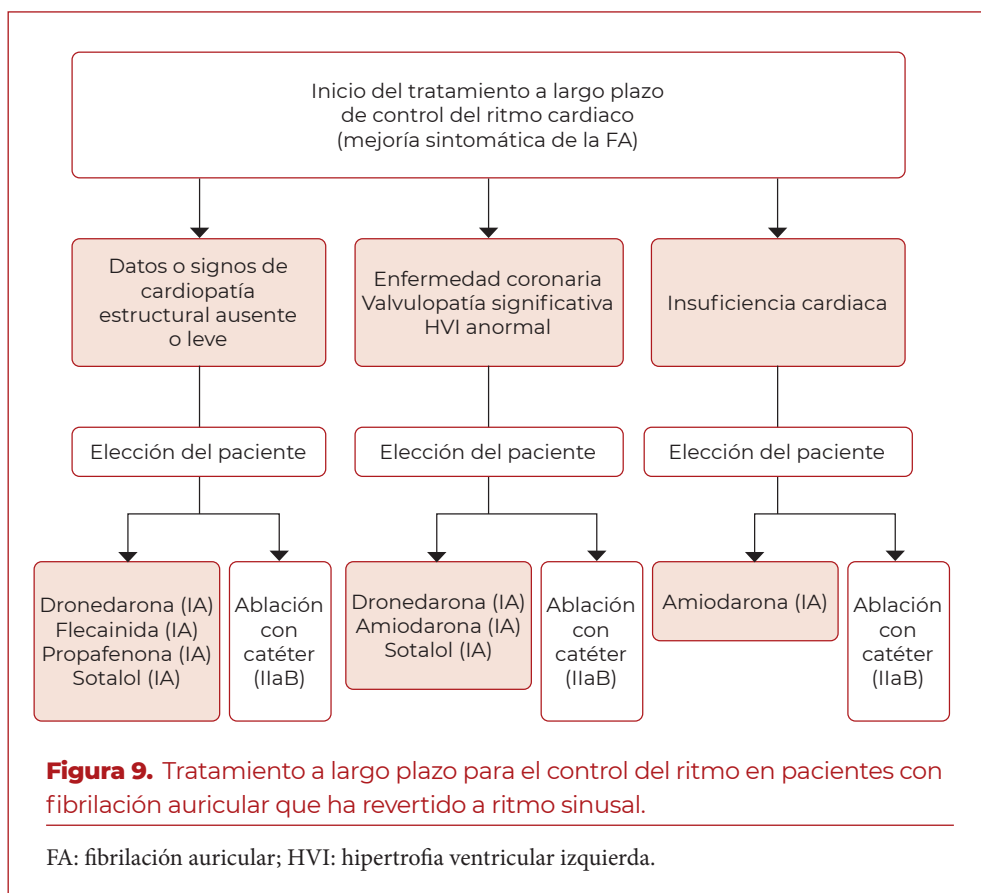 Inicio del tratamiento a largo plazo
de control del ritmo cardiaco
(mejoría sintomática de la FA)
Datos o signos de
cardiopatía
estructural ausente
o leve
Enfermedad coronaria
Valvulopatía significativa
HVI anormal
Insuficiencia cardiaca
Elección del paciente
Elección del paciente
Elección del paciente
Dronedarona (IA)
Flecainida (IA)
Propafenona (IA)
Sotalol (IA)
Ablación
con
catéter
(IIaB)
Dronedarona (IA)
Amiodarona (IA)
Sotalol (IA)
Ablación
con
catéter
(IIaB)
Amiodarona (IA)
Ablación
con
catéter
(IIaB)
Figura 9. Tratamiento a largo plazo para el control del ritmo en pacientes con
fibrilación auricular que ha revertido a ritmo sinusal.
FA: fibrilación auricular; HVI: hipertrofia ventricular izquierda.